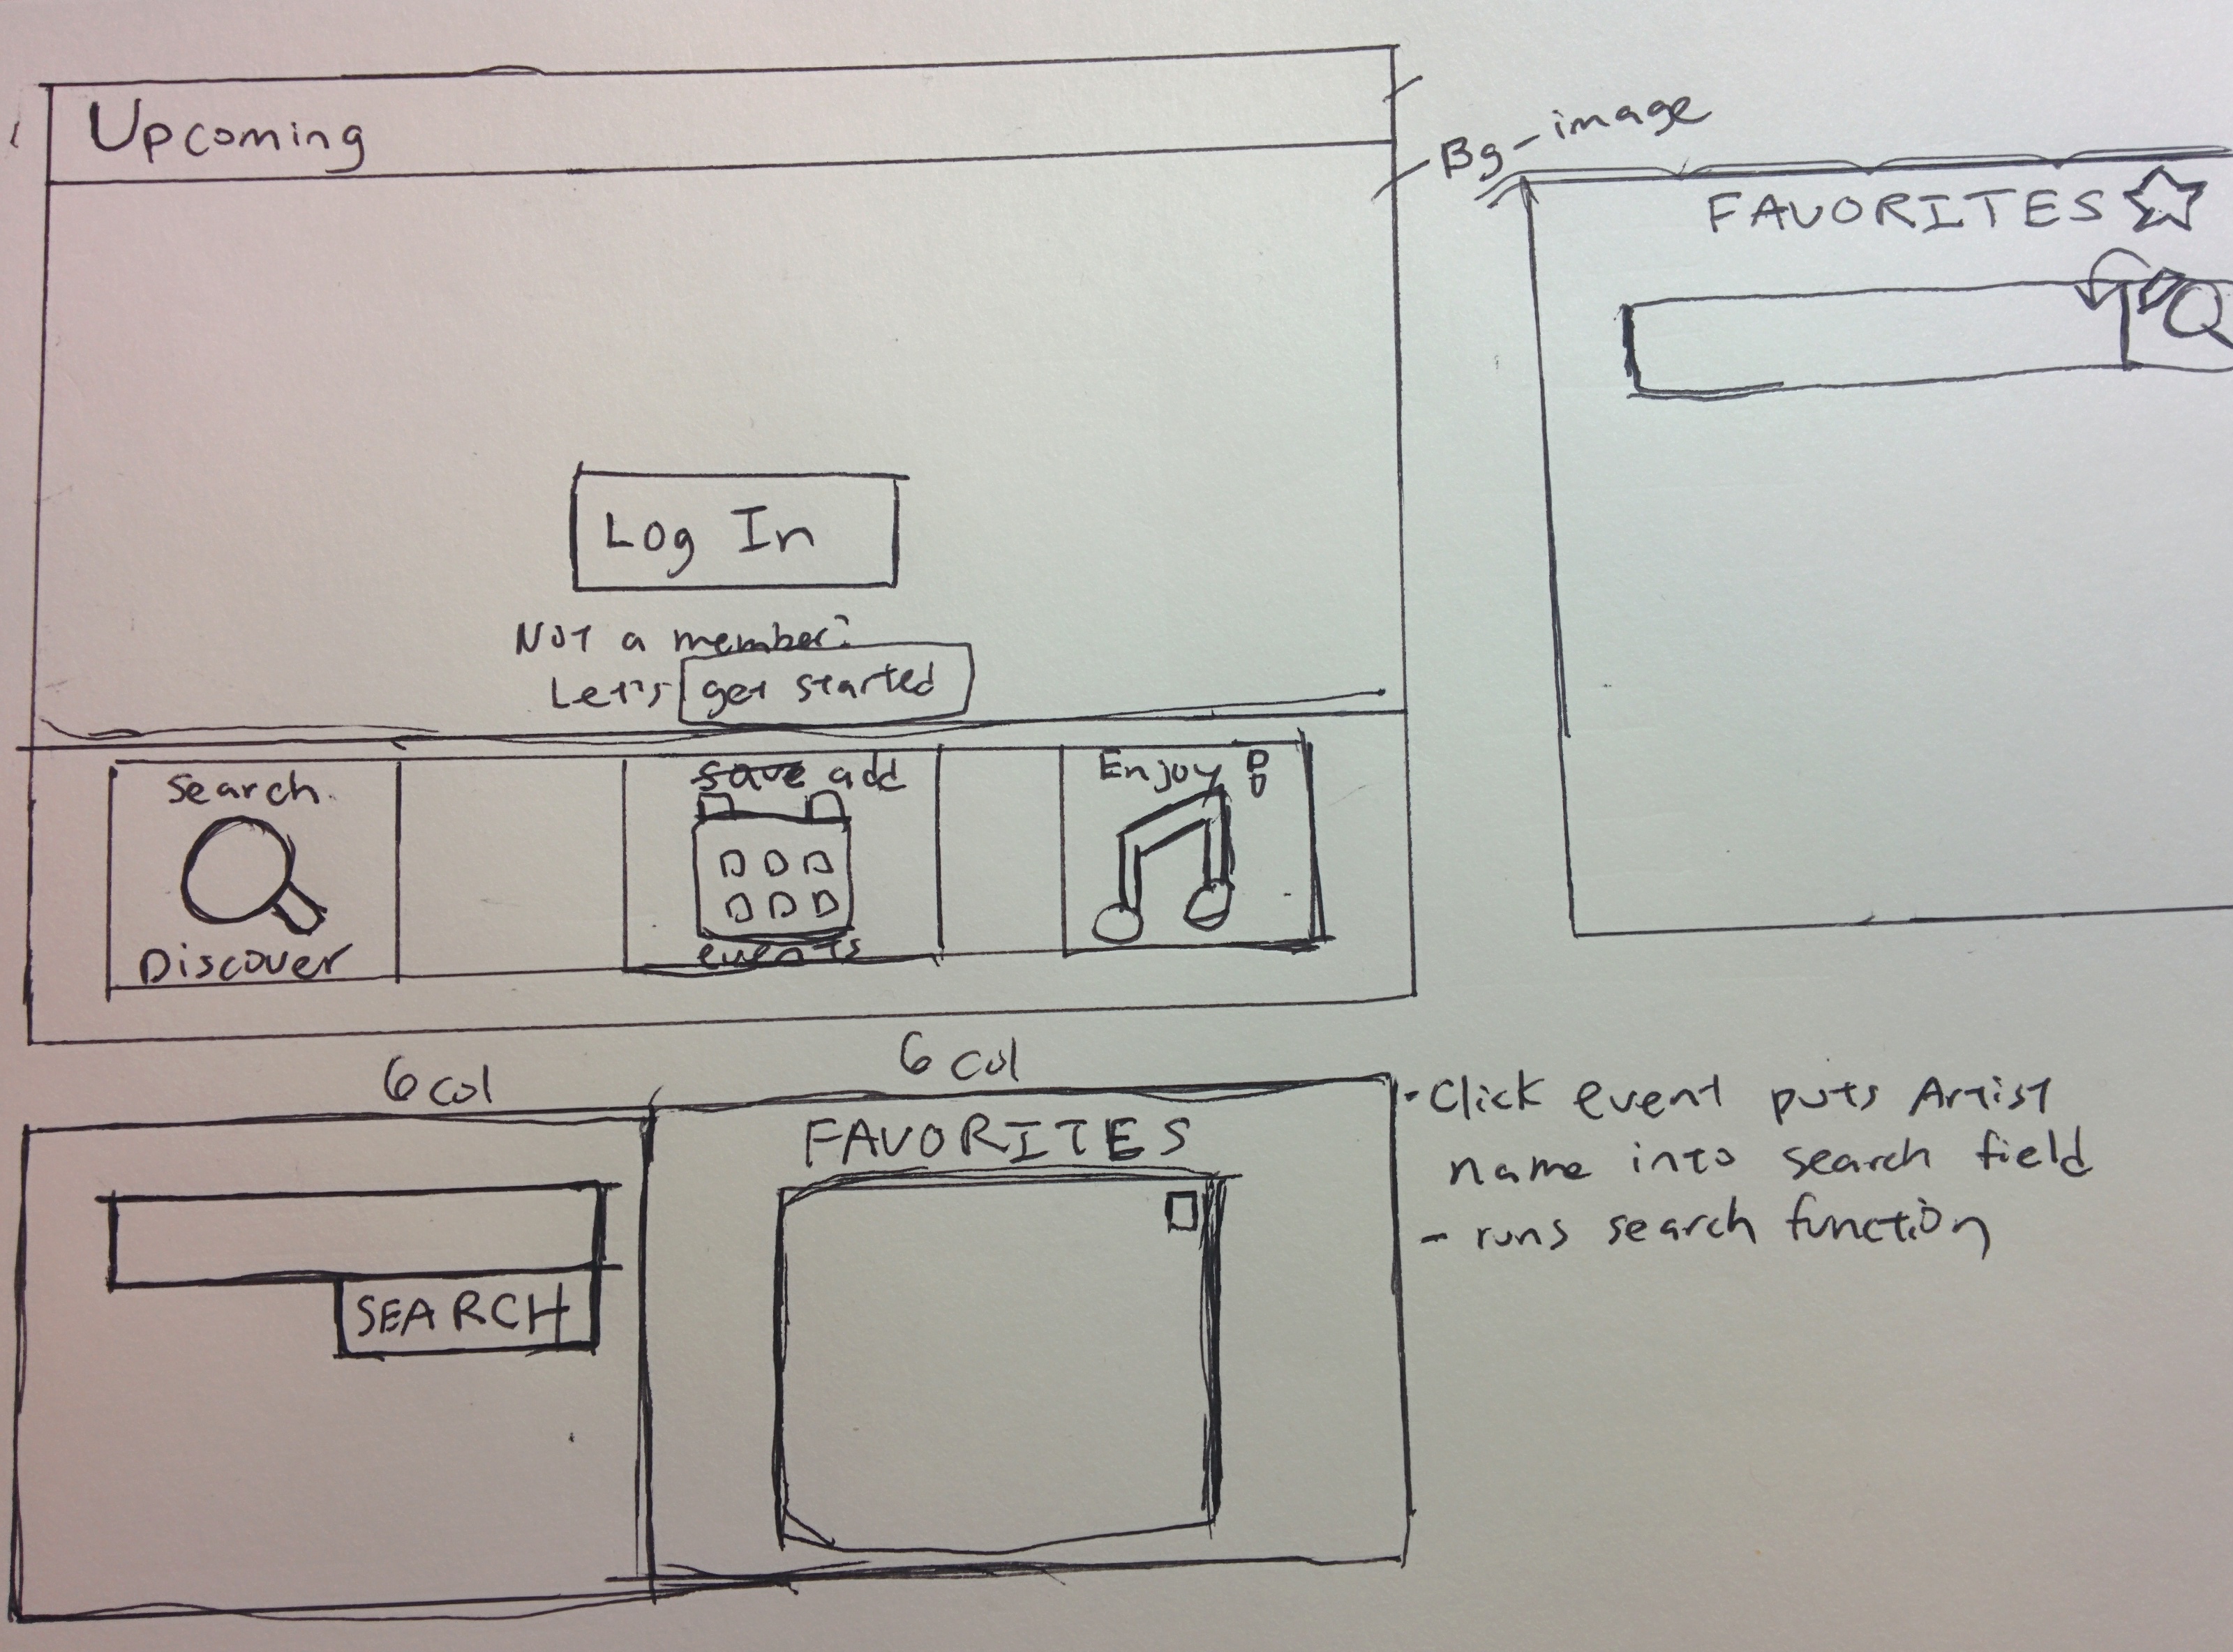 Upcoming
Bg-image
Log In
Not a member?
Let's get started
Search
Discover
save add
events
Enjoy !
FAVORITES
6 col
6 col
SEARCH
FAVORITES
· Click event puts Artist
name into search field
- runs search function